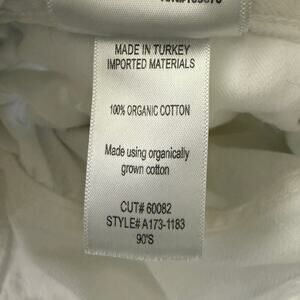 MADE IN TURKEY
IMPORTED MATERIALS
100% ORGANIC COTTON
Made using organically
grown cotton
CUT# 60082
STYLE# A173-1183
90'S